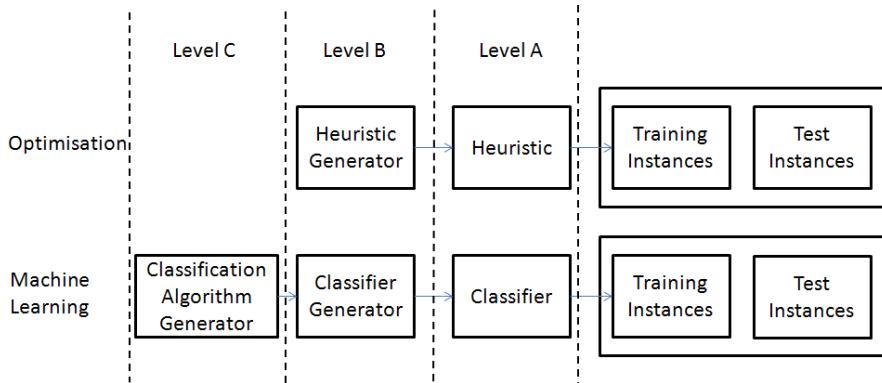 Level C
Level B
Level A
Optimisation
Heuristic
Generator
Heuristic
Training
Instances
Test
Instances
Machine
Learning
Classification
Algorithm
Generator
Classifier
Generator
Classifier
Training
Instances
Test
Instances